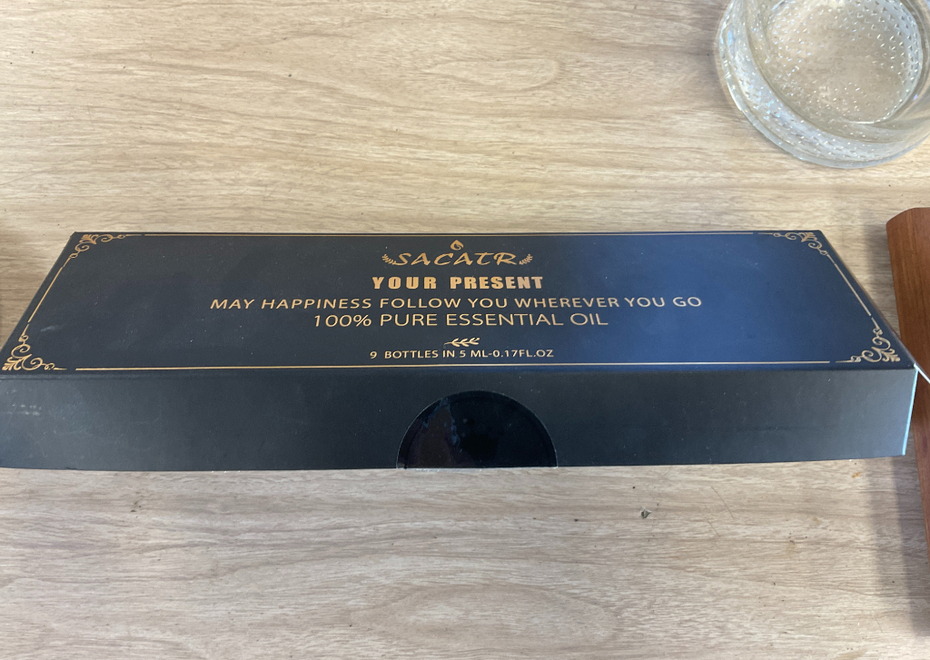 SACATR
YOUR PRESENT
MAY HAPPINESS FOLLOW YOU WHEREVER YOU GO
100% PURE ESSENTIAL OIL
9 BOTTLES IN 5 ML-0.17FL.OZ